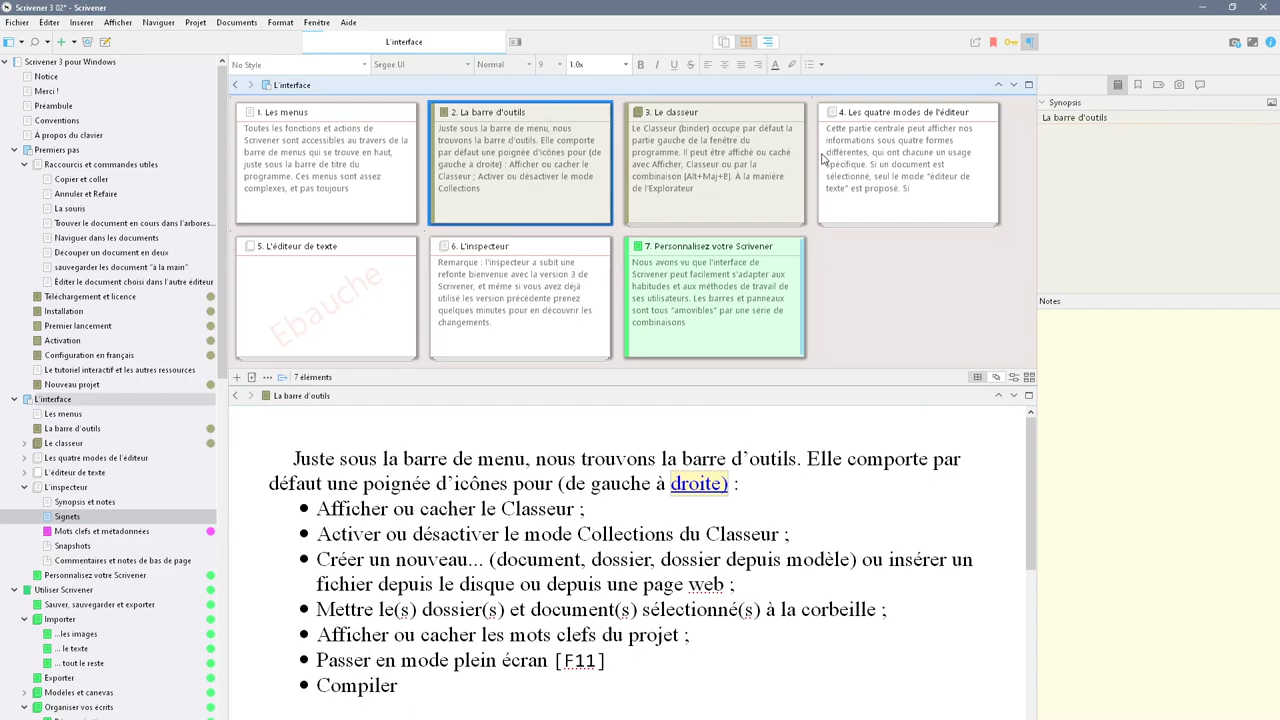 Scrivener 3 02* - Scrivener
Fichier Éditer Insérer Afficher Naviguer Projet Documents Format Fenêtre Aide
L'interface
No Style Segoe UI Normal 9 1.0x B I U S A
Scrivener 3 pour Windows
Notice
Merci !
Préambule
Conventions
À propos du clavier
Premiers pas
Raccourcis et commandes utiles
Copier et coller
Annuler et Refaire
La souris
Trouver le document en cours dans l'arbores...
Naviguer dans les documents
Découper un document en deux
sauvegarder les document "à la main"
Éditer le document choisi dans l'autre éditeur
Téléchargement et licence
Installation
Premier lancement
Activation
Configuration en français
Le tutoriel interactif et les autres ressources
Nouveau projet
L'interface
Les menus
La barre d'outils
Le classeur
Les quatre modes de l'éditeur
L'éditeur de texte
L'inspecteur
Synopsis et notes
Signets
Mots clefs et métadonnées
Snapshots
Commentaires et notes de bas de page
Personnalisez votre Scrivener
Utiliser Scrivener
Sauver, sauvegarder et exporter
Importer
...les images
... le texte
... tout le reste
Exporter
Modèles et canevas
Organiser vos écrits
L'interface
1. Les menus
Toutes les fonctions et actions de
Scrivener sont accessibles au travers de la
barre de menus qui se trouve en haut,
juste sous la barre de titre du
programme. Ces menus sont assez
complexes, et pas toujours
2. La barre d'outils
Juste sous la barre de menu, nous
trouvons la barre d'outils. Elle comporte
par défaut une poignée d'icônes pour (de
gauche à droite) : Afficher ou cacher le
Classeur ; Activer ou désactiver le mode
Collections
3. Le classeur
Le Classeur (binder) occupe par défaut la
partie gauche de la fenêtre du
programme. Il peut être affiché ou caché
avec Afficher, Classeur ou par la
combinaison [Alt+Maj+B]. À la manière
de l'Explorateur
4. Les quatre modes de l'éditeur
Cette partie centrale peut afficher nos
informations sous quatre formes
différentes, qui ont chacune un usage
spécifique. Si un document est
sélectionné, seul le mode "éditeur de
texte" est proposé. Si
5. L'éditeur de texte
Ebauche
6. L'inspecteur
Remarque : l'inspecteur a subit une
refonte bienvenue avec la version 3 de
Scrivener, et même si vous avez déjà
utilisé les version précédente prenez
quelques minutes pour en découvrir les
changements.
7. Personnalisez votre Scrivener
Nous avons vu que l'interface de
Scrivener peut facilement s'adapter aux
habitudes et aux méthodes de travail de
ses utilisateurs. Les barres et panneaux
sont tous "amovibles" par une série de
combinaisons
7 éléments
La barre d'outils
Juste sous la barre de menu, nous trouvons la barre d'outils. Elle comporte par
défaut une poignée d'icônes pour (de gauche à droite) :
• Afficher ou cacher le Classeur ;
• Activer ou désactiver le mode Collections du Classeur ;
• Créer un nouveau... (document, dossier, dossier depuis modèle) ou insérer un
fichier depuis le disque ou depuis une page web ;
• Mettre le(s) dossier(s) et document(s) sélectionné(s) à la corbeille ;
• Afficher ou cacher les mots clefs du projet ;
• Passer en mode plein écran [F11]
• Compiler
Synopsis
La barre d'outils
Notes